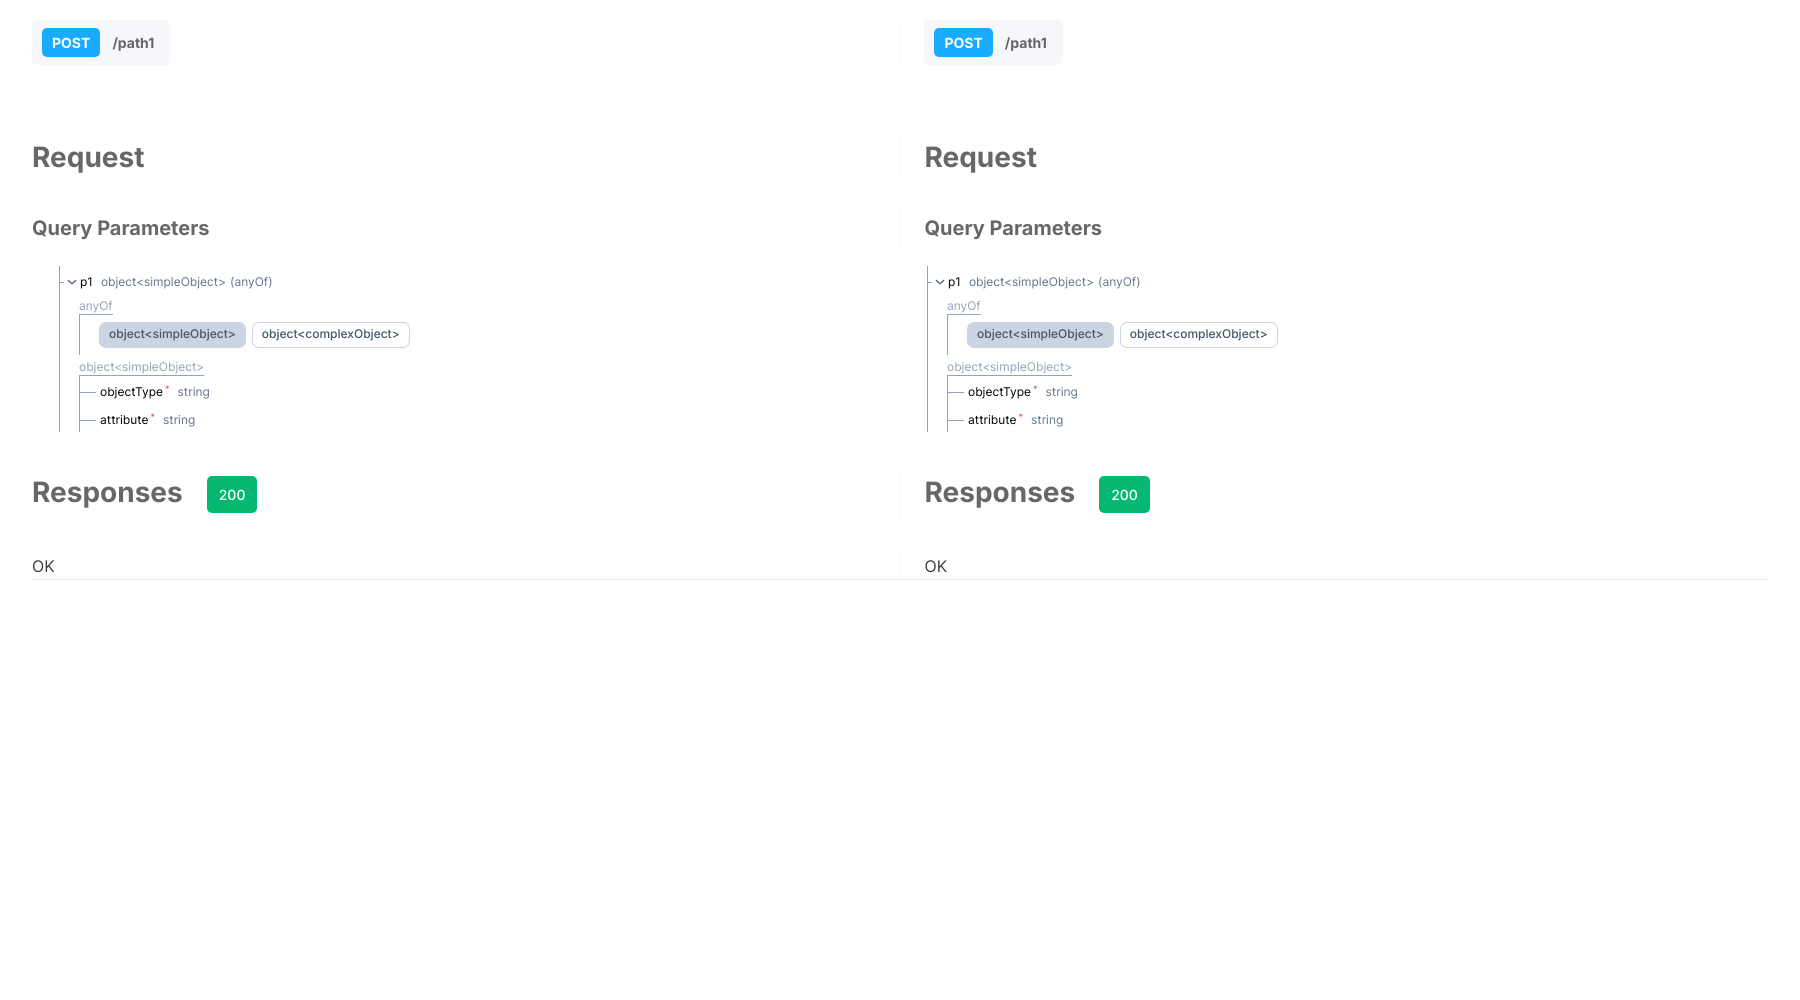 POST /path1
Request
Query Parameters
p1 object<simpleObject> (anyOf)
anyOf
object<simpleObject> object<complexObject>
object<simpleObject>
objectType* string
attribute* string
Responses 200
OK
POST /path1
Request
Query Parameters
p1 object<simpleObject> (anyOf)
anyOf
object<simpleObject> object<complexObject>
object<simpleObject>
objectType* string
attribute* string
Responses 200
OK